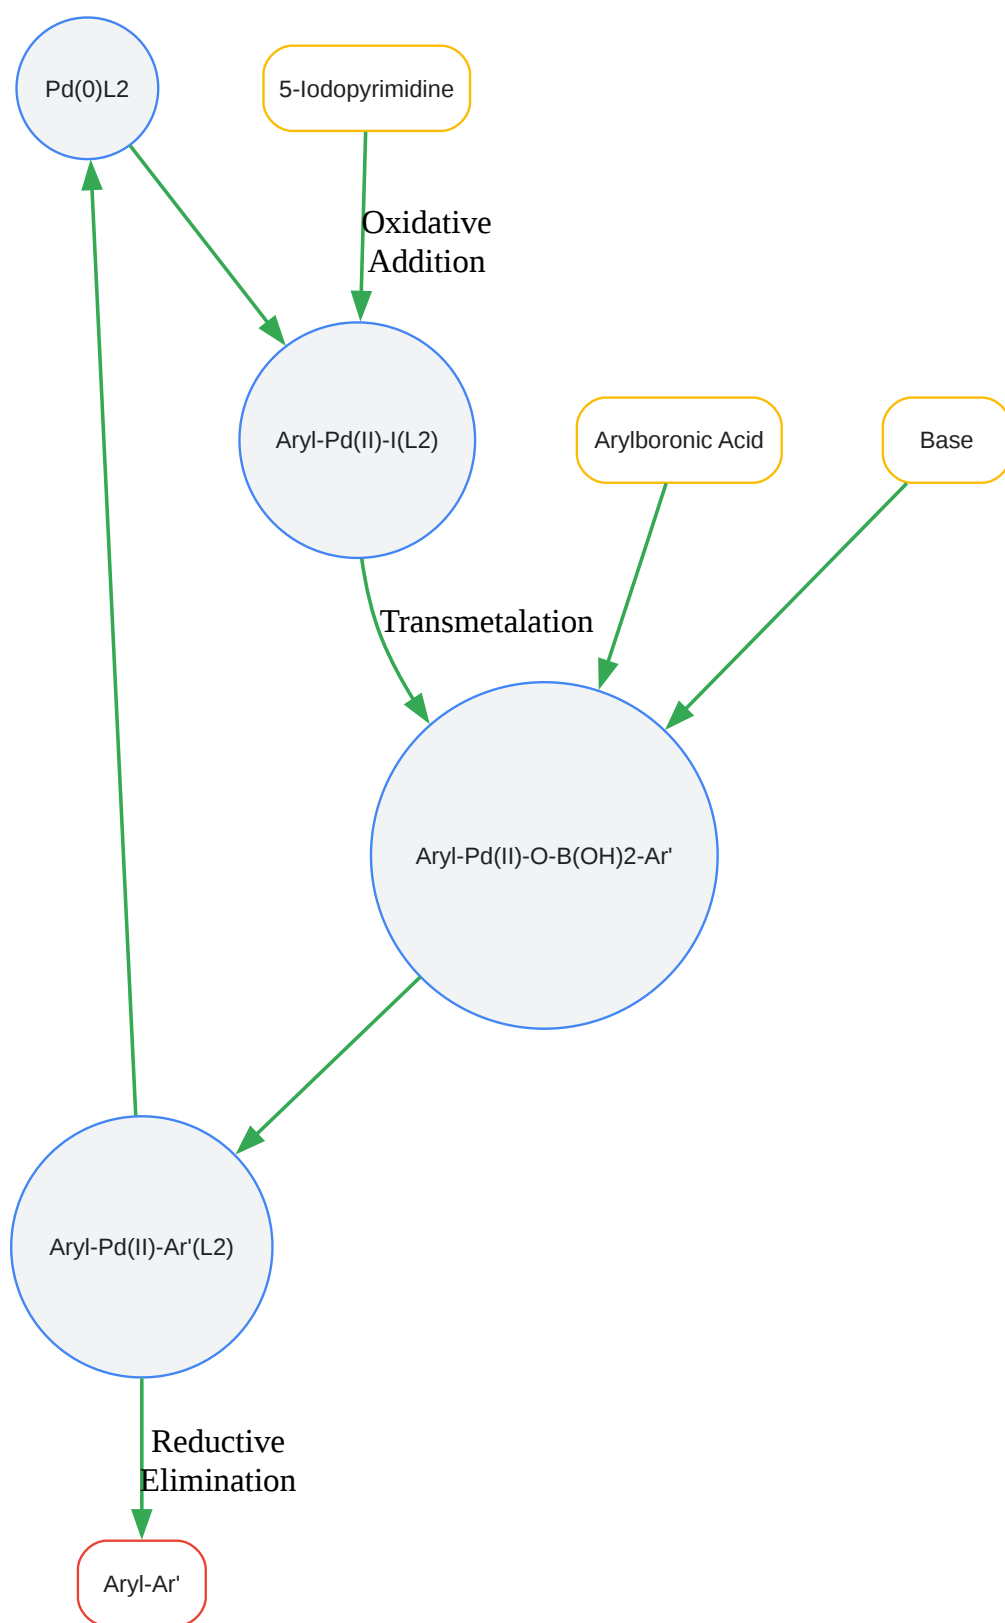 Pd(0)L2
5-Iodopyrimidine
Oxidative
Addition
Aryl-Pd(II)-I(L2)
Arylboronic Acid
Base
Transmetalation
Aryl-Pd(II)-O-B(OH)2-Ar'
Aryl-Pd(II)-Ar'(L2)
Reductive
Elimination
Aryl-Ar'